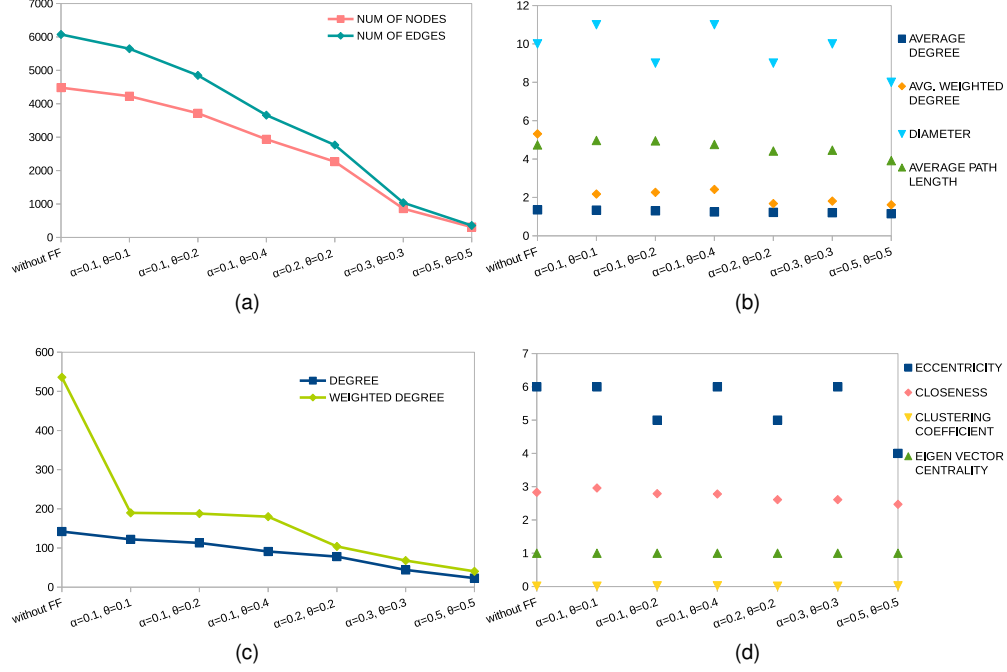 7000
6000
5000
4000
3000
2000
1000
0
NUM OF NODES
NUM OF EDGES
without FF
α=0.1, θ=0.1
α=0.1, θ=0.2
α=0.1, θ=0.4
α=0.2, θ=0.2
α=0.3, θ=0.3
α=0.5, θ=0.5
(a)
12
10
8
6
4
2
0
AVERAGE
DEGREE
AVG. WEIGHTED
DEGREE
DIAMETER
AVERAGE PATH
LENGTH
without FF
α=0.1, θ=0.1
α=0.1, θ=0.2
α=0.1, θ=0.4
α=0.2, θ=0.2
α=0.3, θ=0.3
α=0.5, θ=0.5
(b)
600
500
400
300
200
100
0
DEGREE
WEIGHTED DEGREE
without FF
α=0.1, θ=0.1
α=0.1, θ=0.2
α=0.1, θ=0.4
α=0.2, θ=0.2
α=0.3, θ=0.3
α=0.5, θ=0.5
(c)
7
6
5
4
3
2
1
0
ECCENTRICITY
CLOSENESS
CLUSTERING
COEFFICIENT
EIGEN VECTOR
CENTRALITY
without FF
α=0.1, θ=0.1
α=0.1, θ=0.2
α=0.1, θ=0.4
α=0.2, θ=0.2
α=0.3, θ=0.3
α=0.5, θ=0.5
(d)